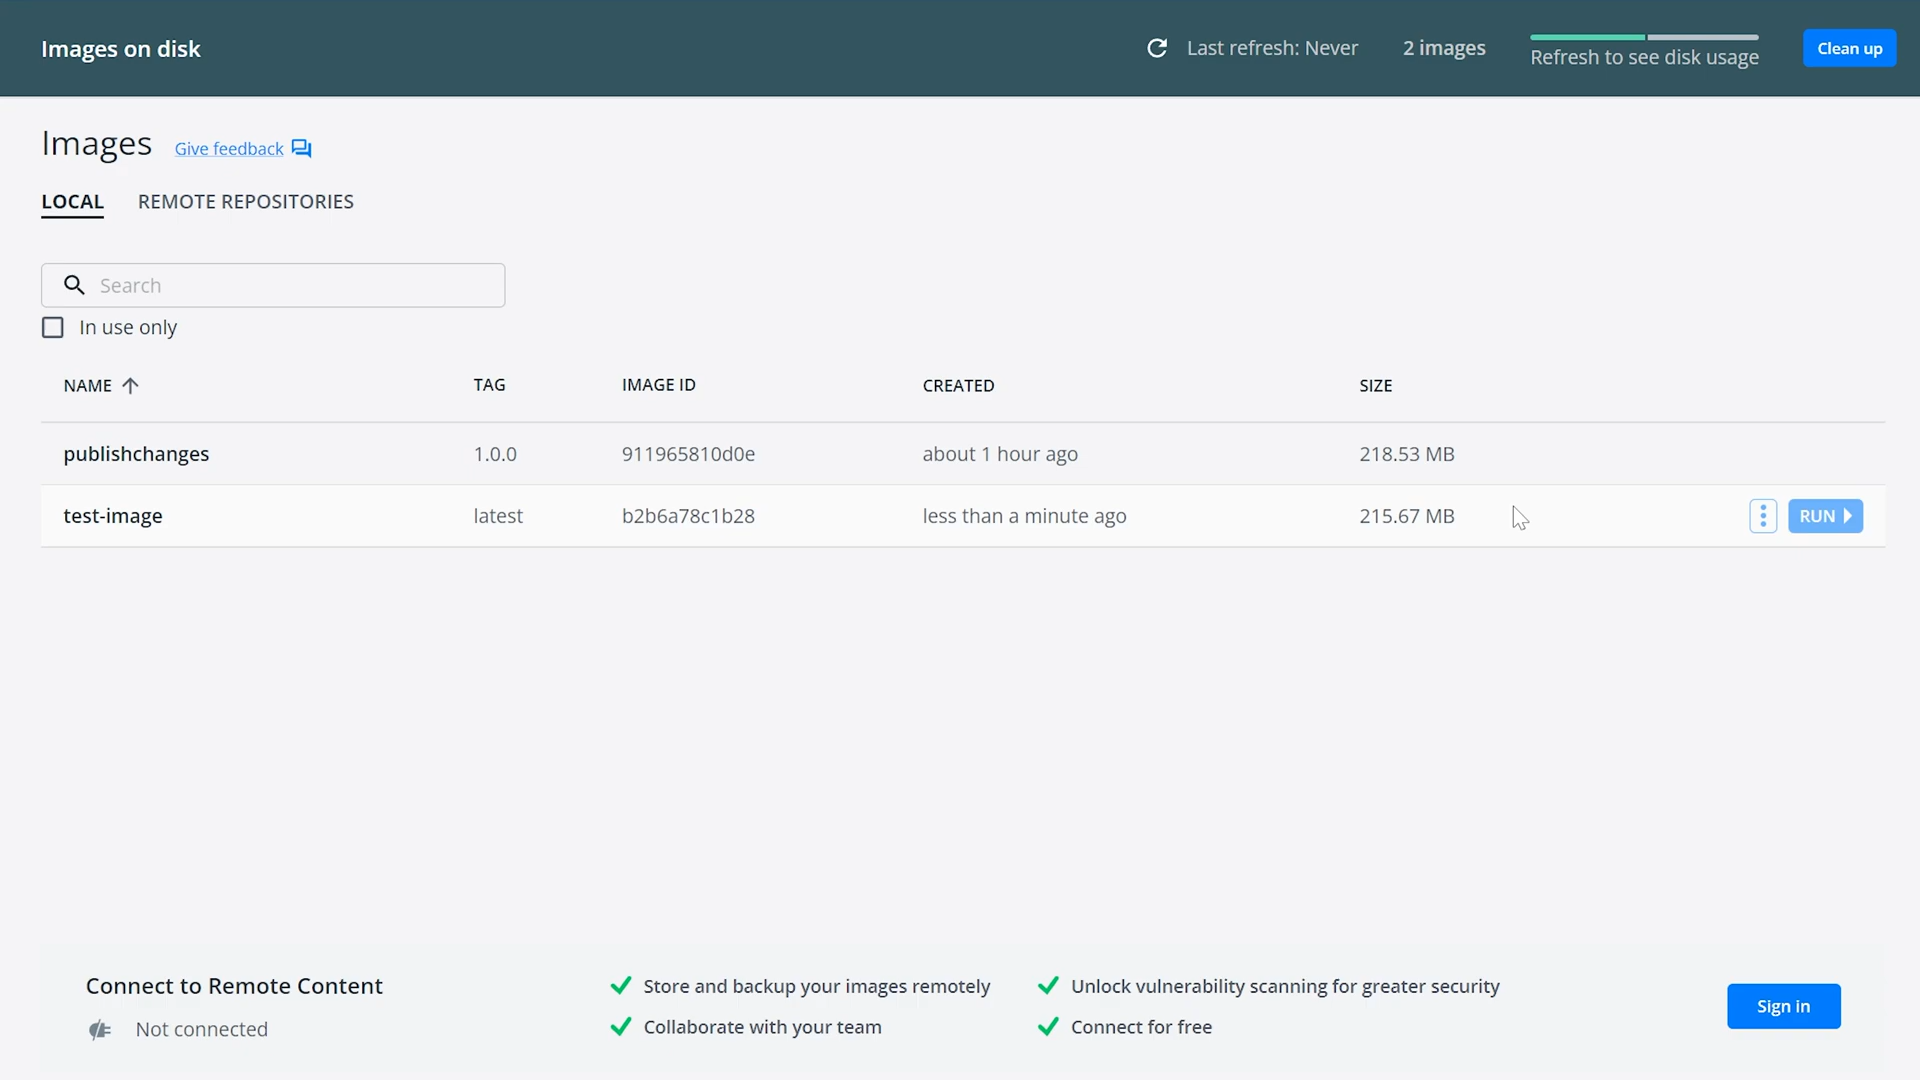 Images on disk
Last refresh: Never
2 images
Refresh to see disk usage
Clean up
Images
Give feedback
LOCAL
REMOTE REPOSITORIES
Search
In use only
NAME
TAG
IMAGE ID
CREATED
SIZE
publishchanges
1.0.0
911965810d0e
about 1 hour ago
218.53 MB
test-image
latest
b2b6a78c1b28
less than a minute ago
215.67 MB
RUN
Connect to Remote Content
Not connected
Store and backup your images remotely
Collaborate with your team
Unlock vulnerability scanning for greater security
Connect for free
Sign in